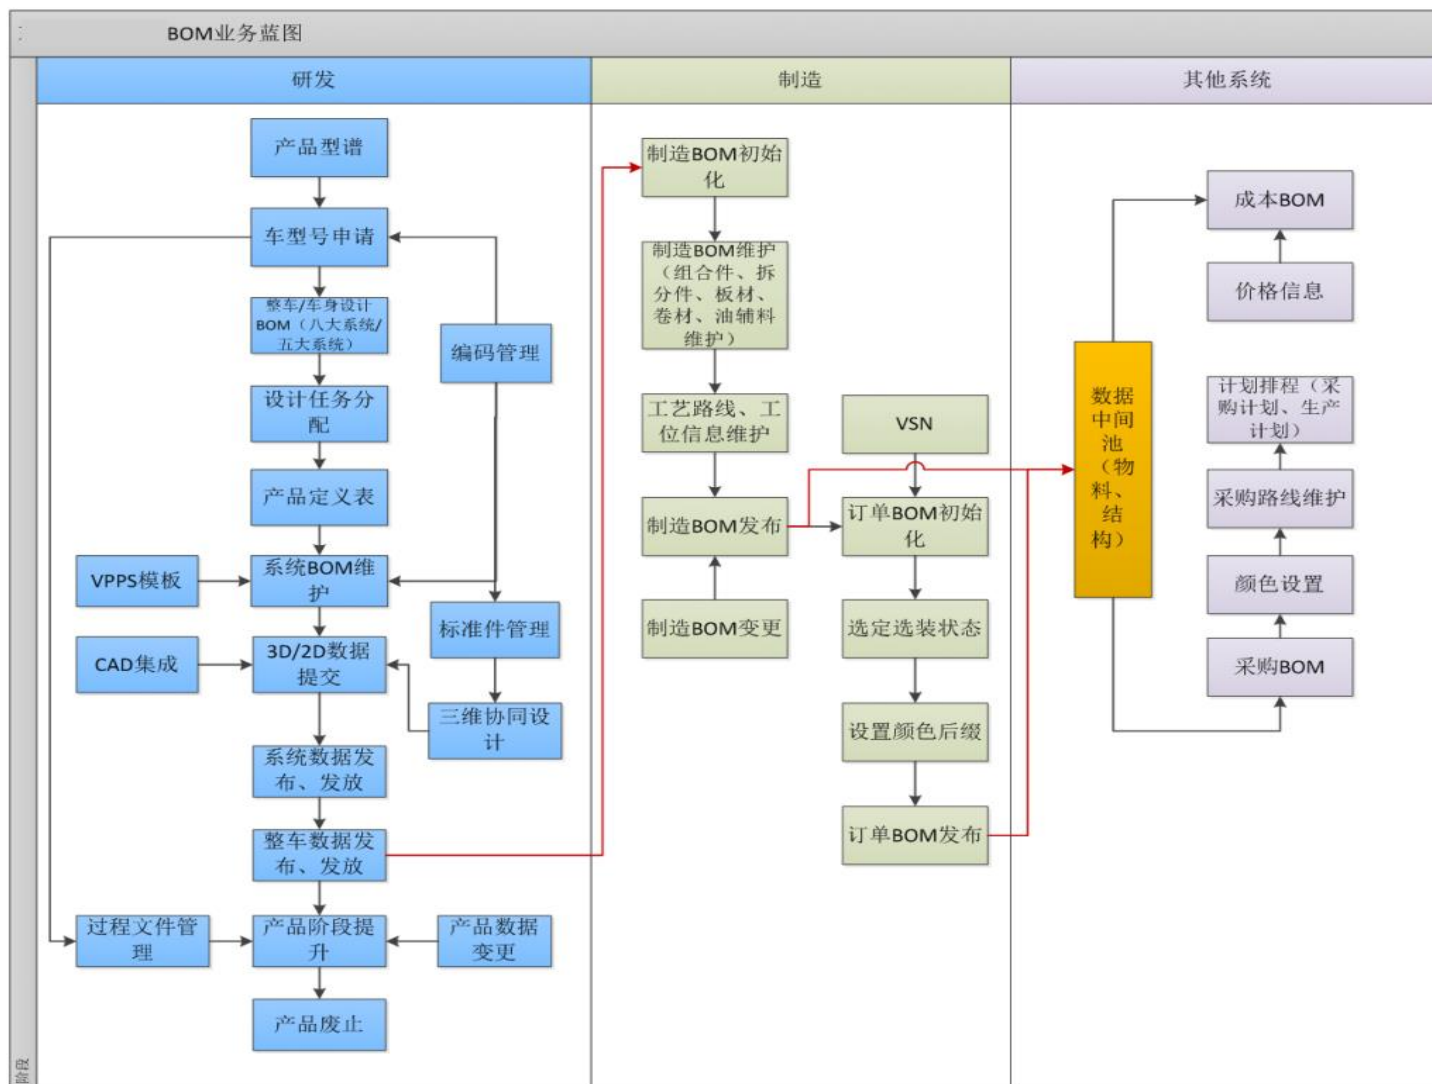 BOM业务蓝图
研发
制造
其他系统
产品型谱
车型号申请
整车/车身设计
BOM（八大系统/
五大系统）
编码管理
设计任务分
配
产品定义表
VPPS模板
系统BOM维
护
标准件管理
CAD集成
3D/2D数据
提交
三维协同设
计
系统数据发
布、发放
整车数据发
布、发放
过程文件管
理
产品阶段提
升
产品数据
变更
产品废止
制造BOM初始
化
制造BOM维护
（组合件、拆
分件、板材、
卷材、油辅料
维护）
工艺路线、工
位信息维护
VSN
制造BOM发布
订单BOM初始
化
制造BOM变更
选定选装状态
设置颜色后缀
订单BOM发布
数据
中间
池
（物
料、
结
构）
成本BOM
价格信息
计划排程（采
购计划、生产
计划）
采购路线维护
颜色设置
采购BOM
阶段